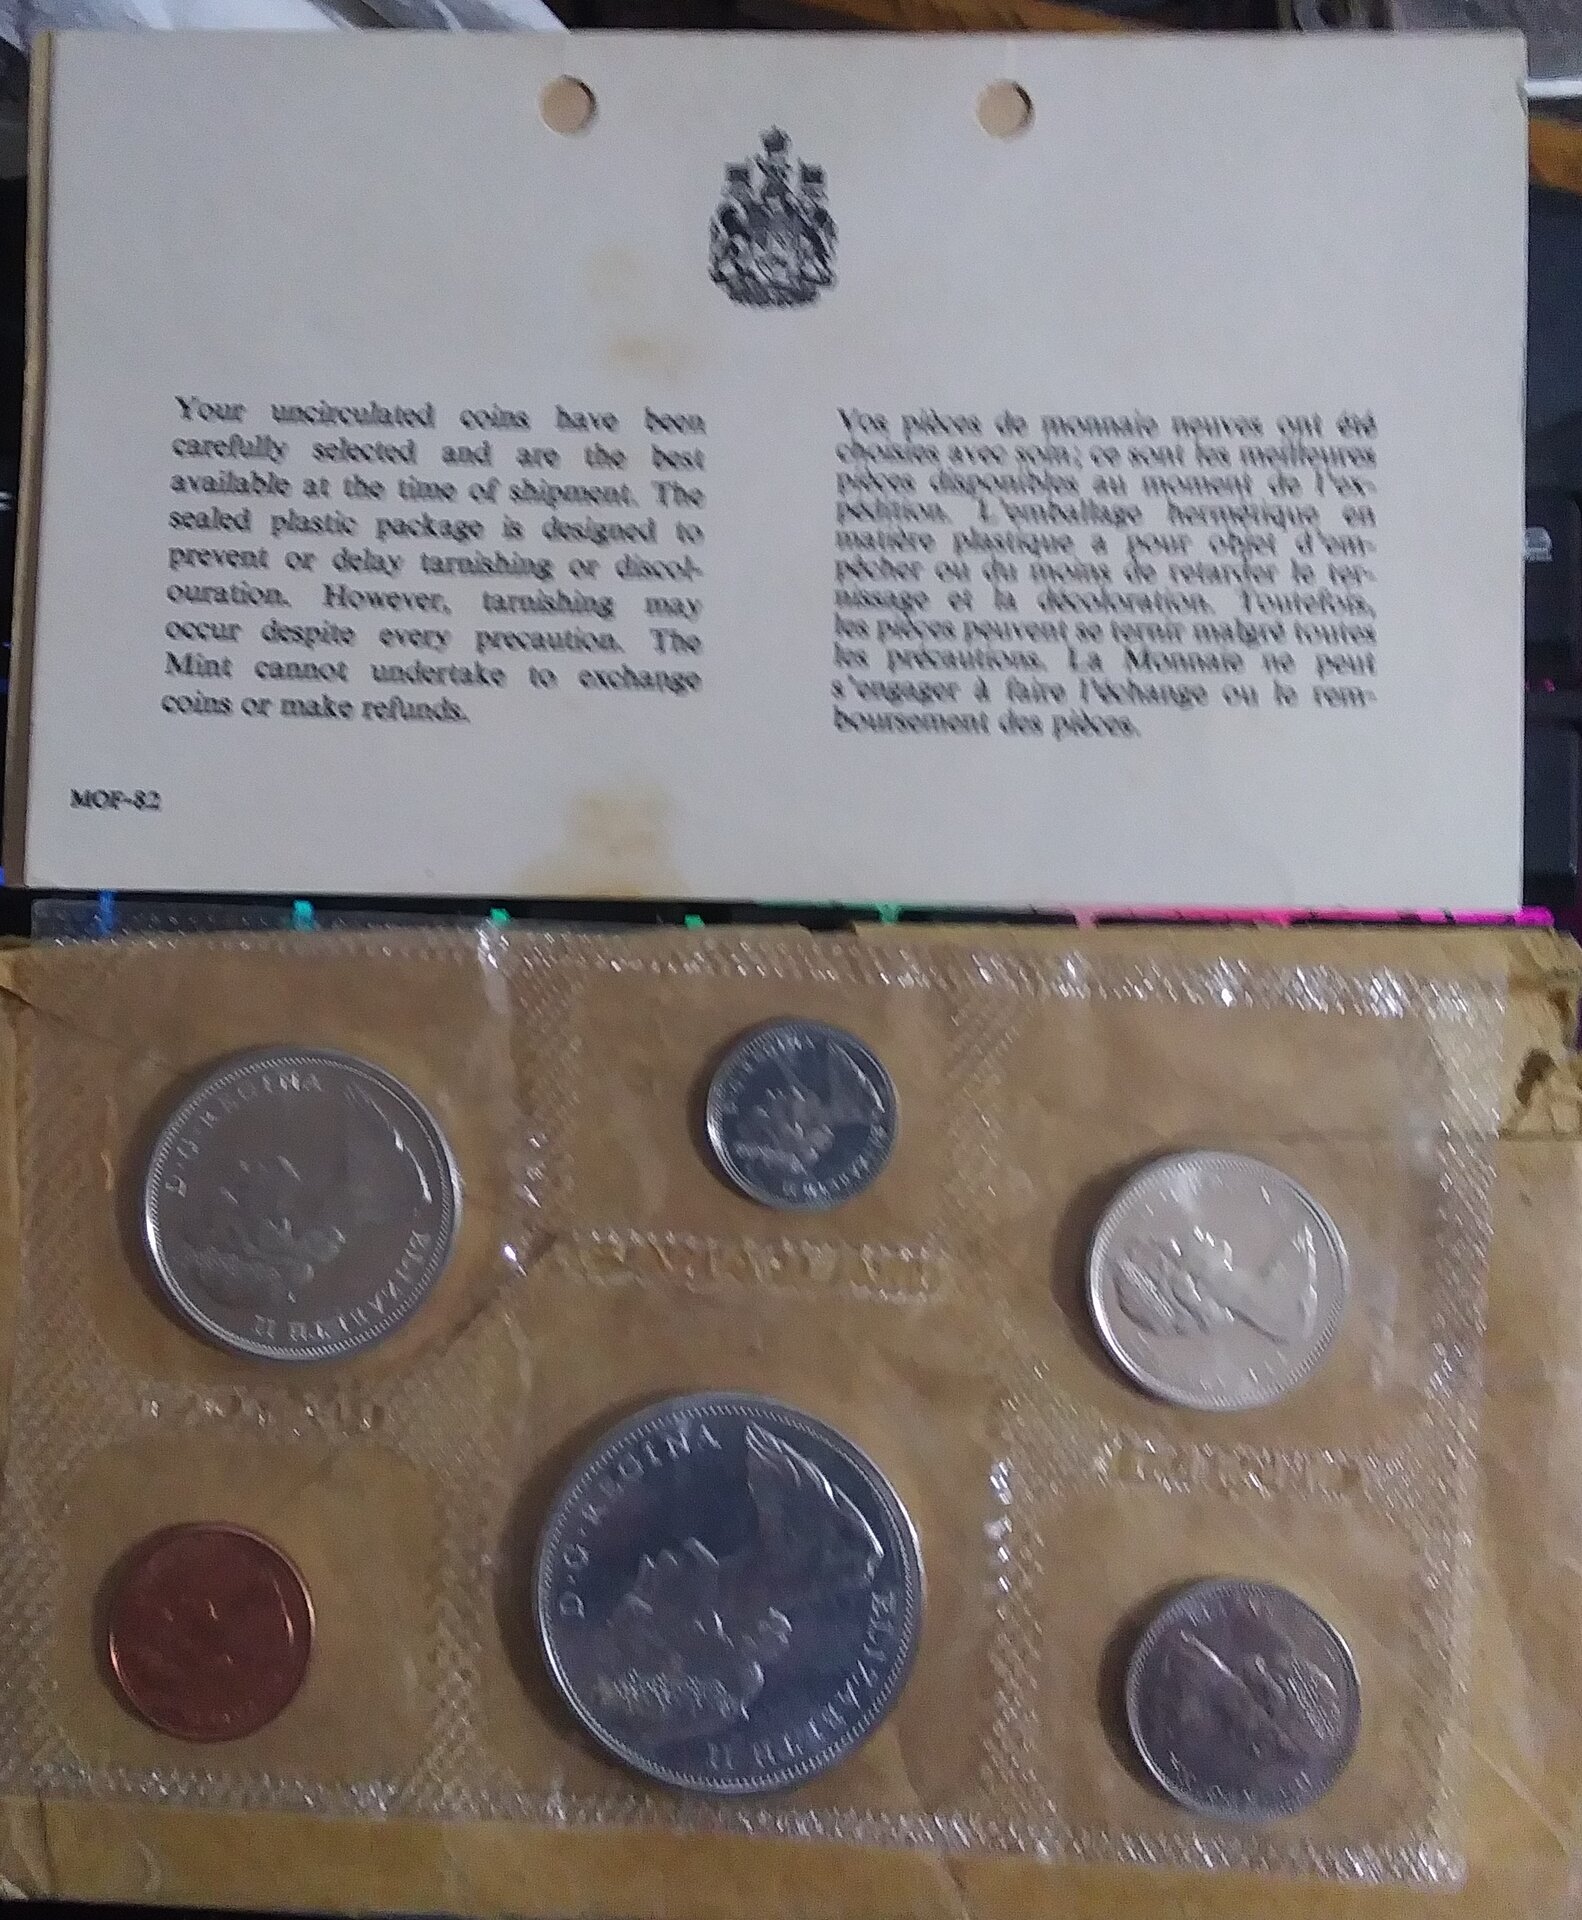 Your uncirculated coins have been
carefully selected and are the best
available at the time of shipment. The
sealed plastic package is designed to
prevent or delay tarnishing or discol-
ouration. However, tarnishing may
occur despite every precaution. The
Mint cannot undertake to exchange
coins or make refunds.
Vos pièces de monnaie neuves ont été
choisies avec soin; ce sont les meilleures
pièces disponibles au moment de l'ex-
pédition. L'emballage hermétique en
matière plastique a pour objet d'em-
pêcher ou du moins de retarder le ter-
nissage et la décoloration. Toutefois,
les pièces peuvent se ternir malgré toutes
les précautions. La Monnaie ne peut
s'engager à faire l'échange ou le rem-
boursement des pièces.
MOF-82
ELIZABETH II D·G·REGINA
ELIZABETH II
ELIZABETH II D·G·REGINA